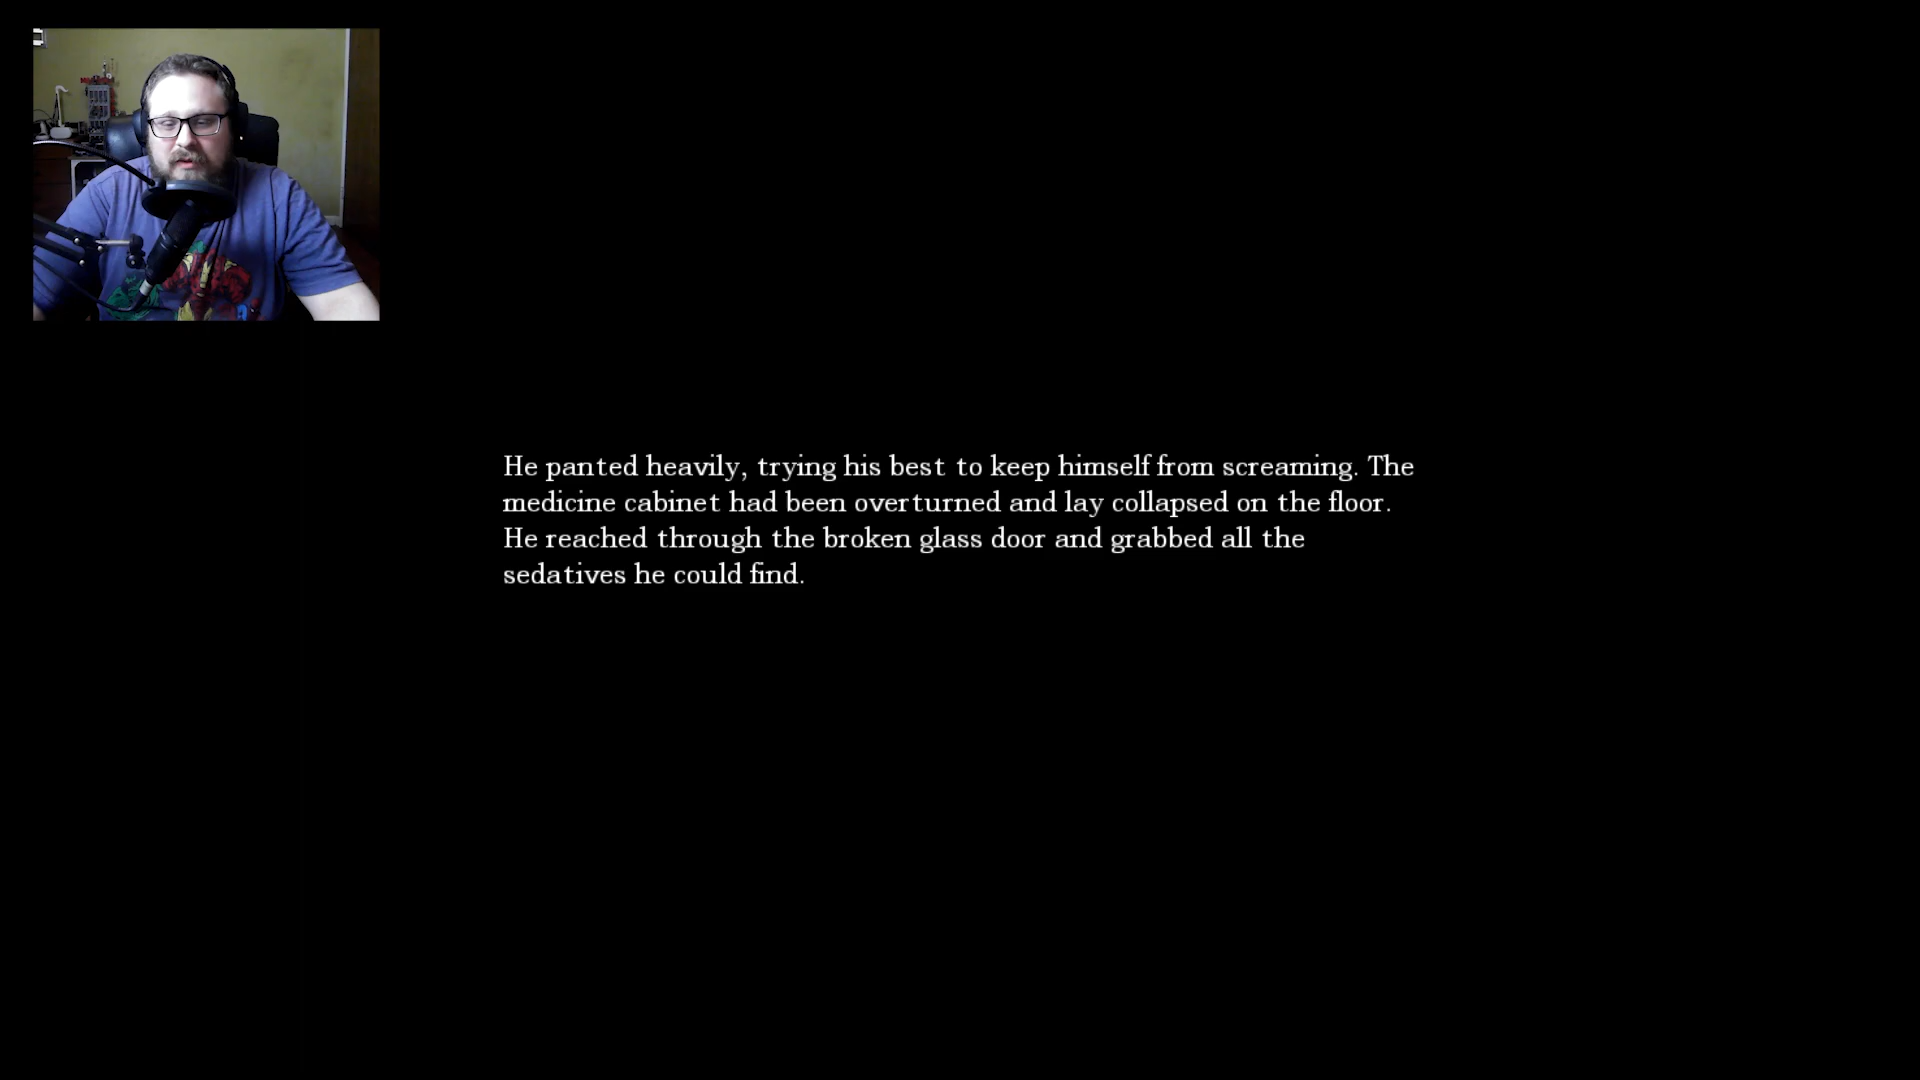 He panted heavily, trying his best to keep himself from screaming. The
medicine cabinet had been overturned and lay collapsed on the floor.
He reached through the broken glass door and grabbed all the
sedatives he could find.